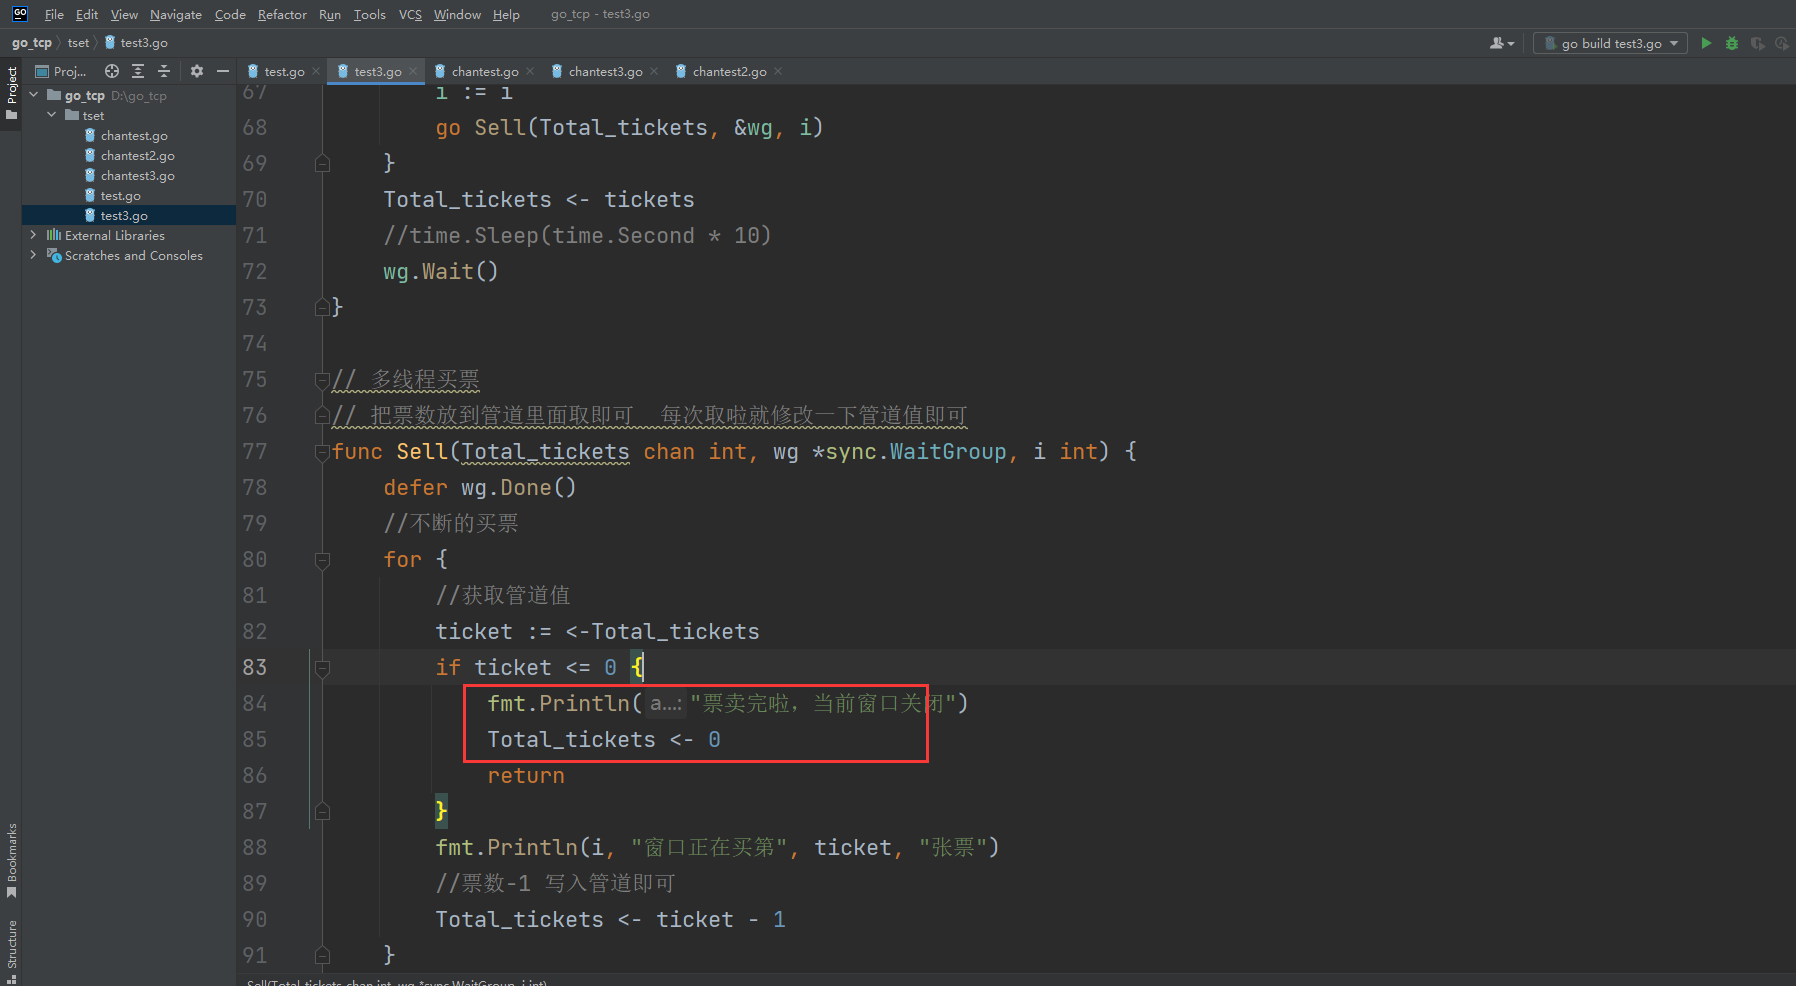 File Edit View Navigate Code Refactor Run Tools VCS Window Help go_tcp - test3.go
go_tcp tset test3.go
go build test3.go
Project
Proj...
test.go test3.go chantest.go chantest3.go chantest2.go
go_tcp D:\go_tcp
tset
chantest.go
chantest2.go
chantest3.go
test.go
test3.go
External Libraries
Scratches and Consoles
67 i := i
68 go Sell(Total_tickets, &wg, i)
69 }
70 Total_tickets <- tickets
71 //time.Sleep(time.Second * 10)
72 wg.Wait()
73 }
74
75 // 多线程买票
76 // 把票数放到管道里面取即可 每次取啦就修改一下管道值即可
77 func Sell(Total_tickets chan int, wg *sync.WaitGroup, i int) {
78 defer wg.Done()
79 //不断的买票
80 for {
81 //获取管道值
82 ticket := <-Total_tickets
83 if ticket <= 0 {
84 fmt.Println( a...: "票卖完啦，当前窗口关闭")
85 Total_tickets <- 0
86 return
87 }
88 fmt.Println(i, "窗口正在买第", ticket, "张票")
89 //票数-1 写入管道即可
90 Total_tickets <- ticket - 1
91 }
Bookmarks
Structure
Sell(Total_tickets chan int, wg *sync.WaitGroup, i int)